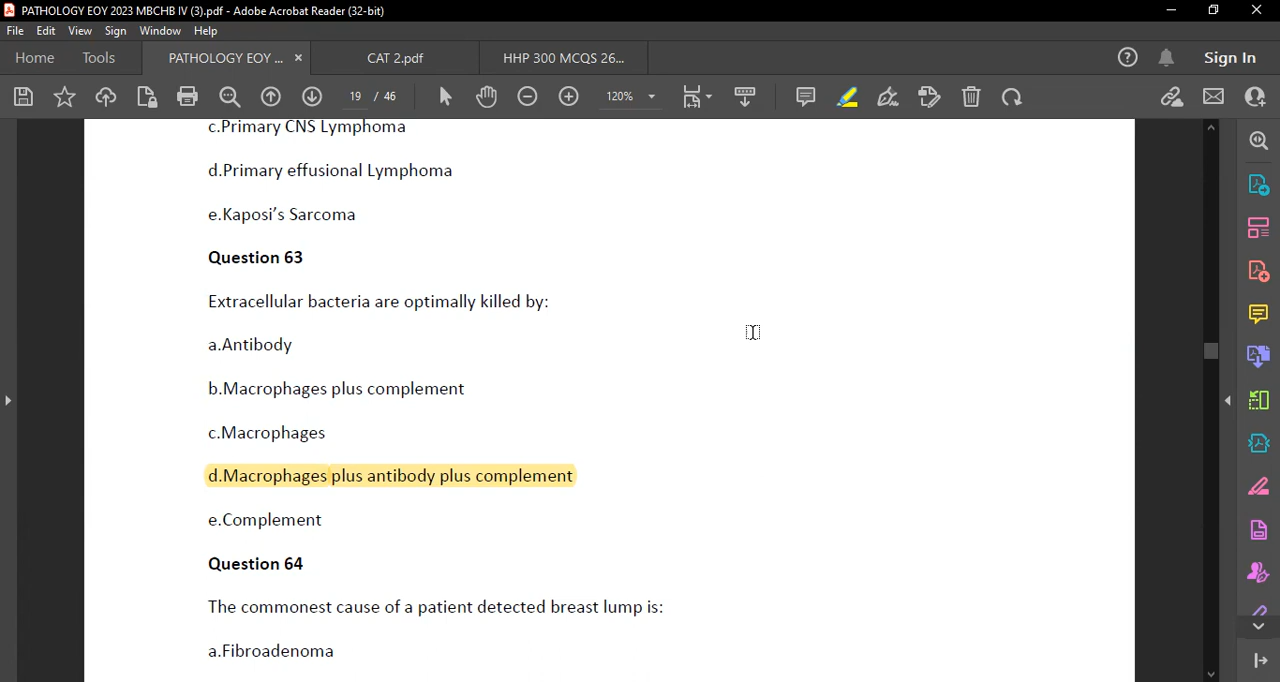 PATHOLOGY EOY 2023 MBCHB IV (3).pdf - Adobe Acrobat Reader (32-bit)
File Edit View Sign Window Help
Home Tools PATHOLOGY EOY ... × CAT 2.pdf HHP 300 MCQS 26... Sign In
19 / 46 120%
c.Primary CNS Lymphoma
d.Primary effusional Lymphoma
e.Kaposi's Sarcoma
Question 63
Extracellular bacteria are optimally killed by:
a.Antibody
b.Macrophages plus complement
c.Macrophages
d.Macrophages plus antibody plus complement
e.Complement
Question 64
The commonest cause of a patient detected breast lump is:
a.Fibroadenoma